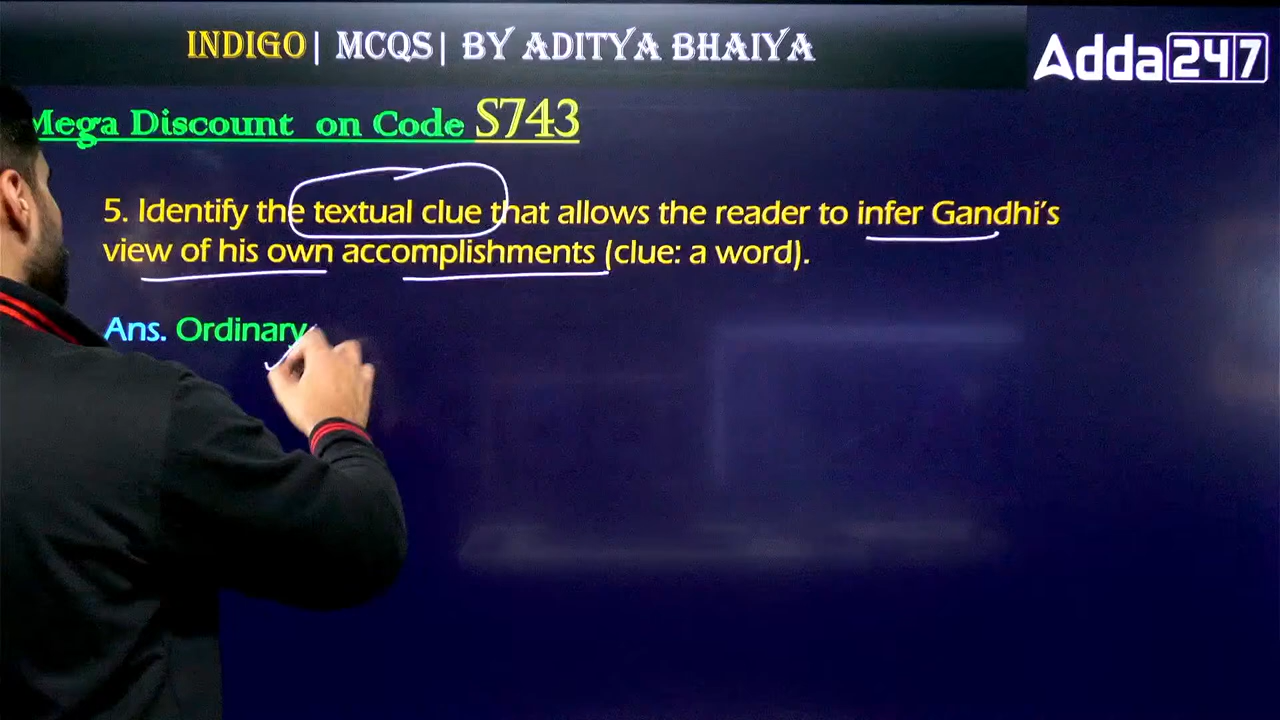 INDIGO| MCQS| BY ADITYA BHAIYA
Adda247
Mega Discount on Code S743
5. Identify the textual clue that allows the reader to infer Gandhi's
view of his own accomplishments (clue: a word).
Ans. Ordinary